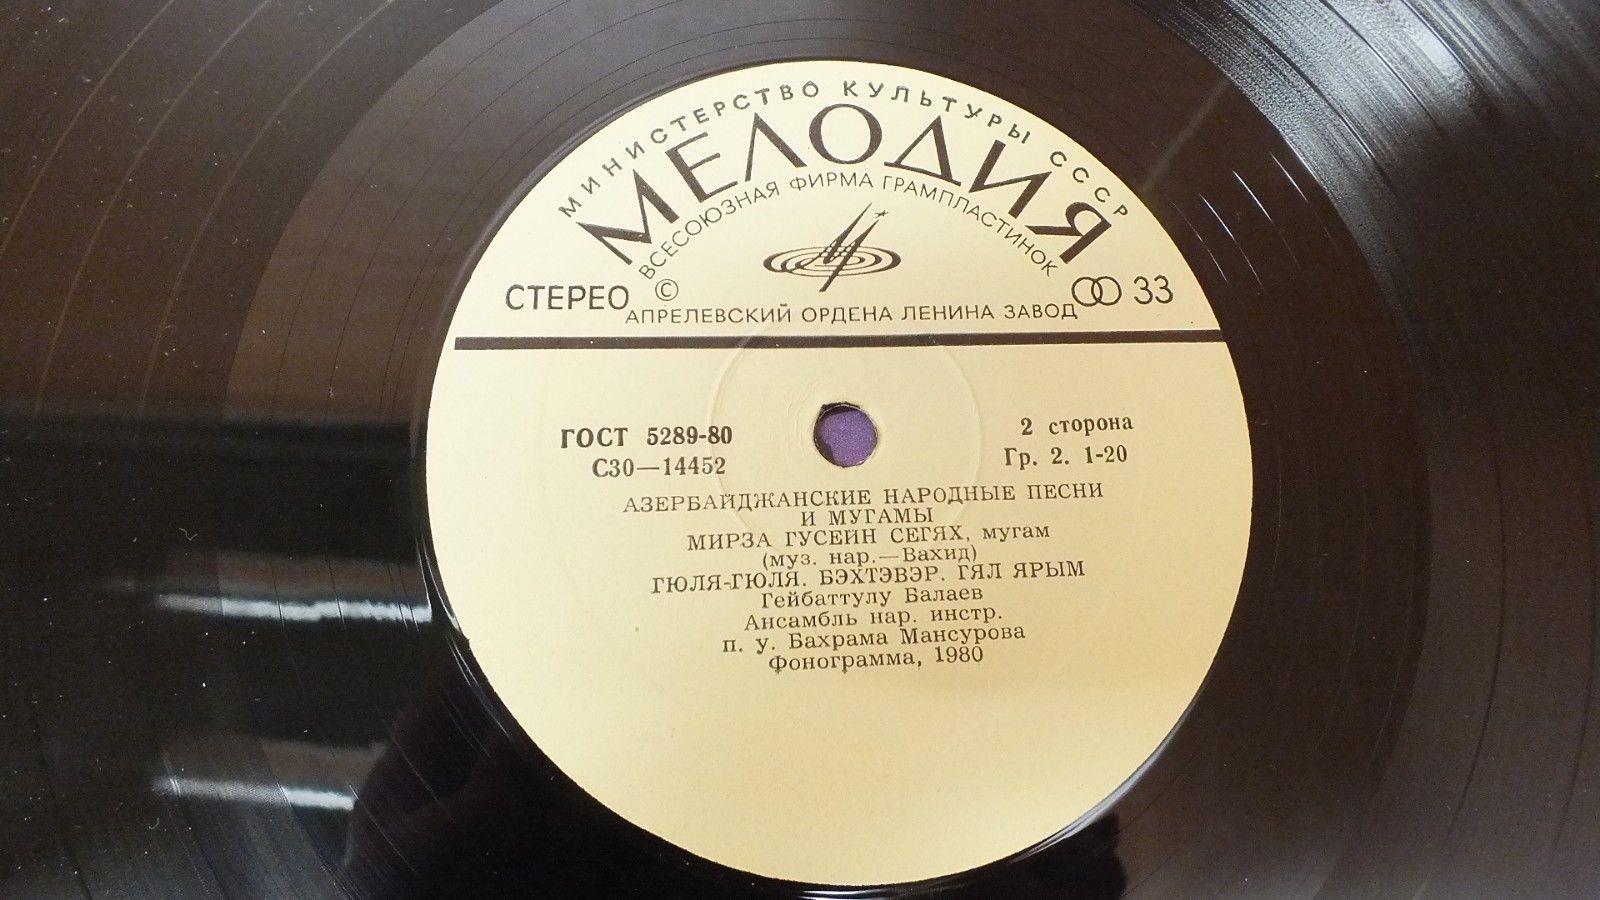 МИНИСТЕРСТВО КУЛЬТУРЫ СССР
МЕЛОДИЯ
ВСЕСОЮЗНАЯ ФИРМА ГРАМПЛАСТИНОК
СТЕРЕО © 33
АПРЕЛЕВСКИЙ ОРДЕНА ЛЕНИНА ЗАВОД
ГОСТ 5289-80 2 сторона
С30—14452 Гр. 2. 1-20
АЗЕРБАЙДЖАНСКИЕ НАРОДНЫЕ ПЕСНИ
И МУГАМЫ
МИРЗА ГУСЕЙН СЕГЯХ, мугам
(муз. нар.—Вахид)
ГЮЛЯ-ГЮЛЯ. БЭХТЭВЭР. ГЯЛ ЯРЫМ
Гейбаттулу Балаев
Ансамбль нар. инстр.
п. у. Бахрама Мансурова
Фонограмма, 1980